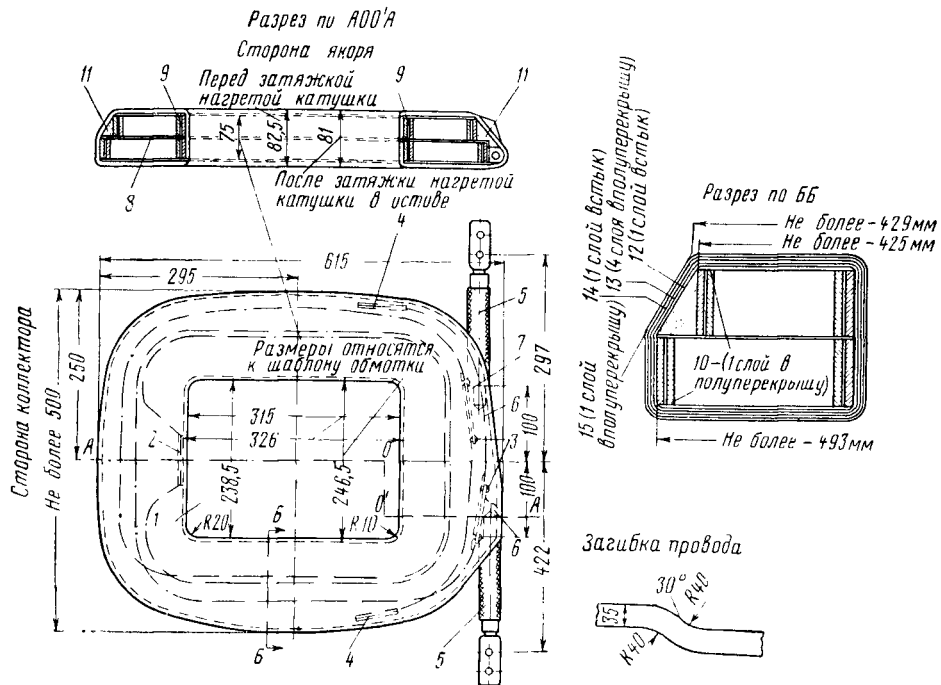 Разрез пи АОО'А
Сторона якоря
Перед затяжкой
нагретой катушки
11
9
9
11
75
82,5
81
8
После затяжки нагретой
катушки в истиве
4
615
295
5
7
6
3
Сторона коллектора
Не более 500
250
Размеры относятся
к шаблону обмотки
315
326
238,5
246,5
R20
R10
А
А
2
1
О
О'
Б
Б
100
100
297
422
6
4
5
Разрез по ББ
Не более - 429мм
Не более - 425мм
14 (1 слой встык)
13 (4 слоя вполуперекрышу)
12 (1 слой встык)
15 (1 слой
вполуперекрышу)
10-(1 слой в
полуперекрышу)
Не более - 493мм
Загибка провода
30°
R40
35
R40